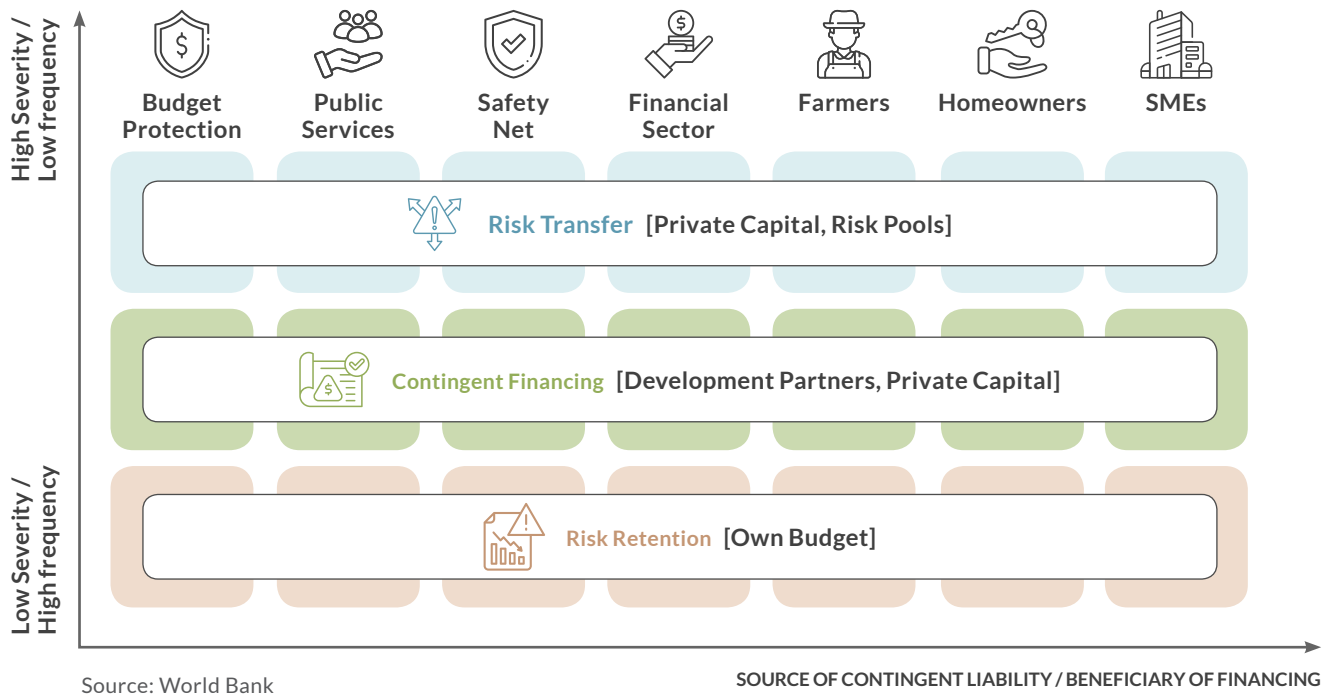 High Severity /
Low frequency
Budget
Protection
Public
Services
Safety
Net
Financial
Sector
Farmers
Homeowners
SMEs
$
$
! Risk Transfer [Private Capital, Risk Pools]
$ Contingent Financing [Development Partners, Private Capital]
! Risk Retention [Own Budget]
Low Severity /
High frequency
Source: World Bank
SOURCE OF CONTINGENT LIABILITY / BENEFICIARY OF FINANCING